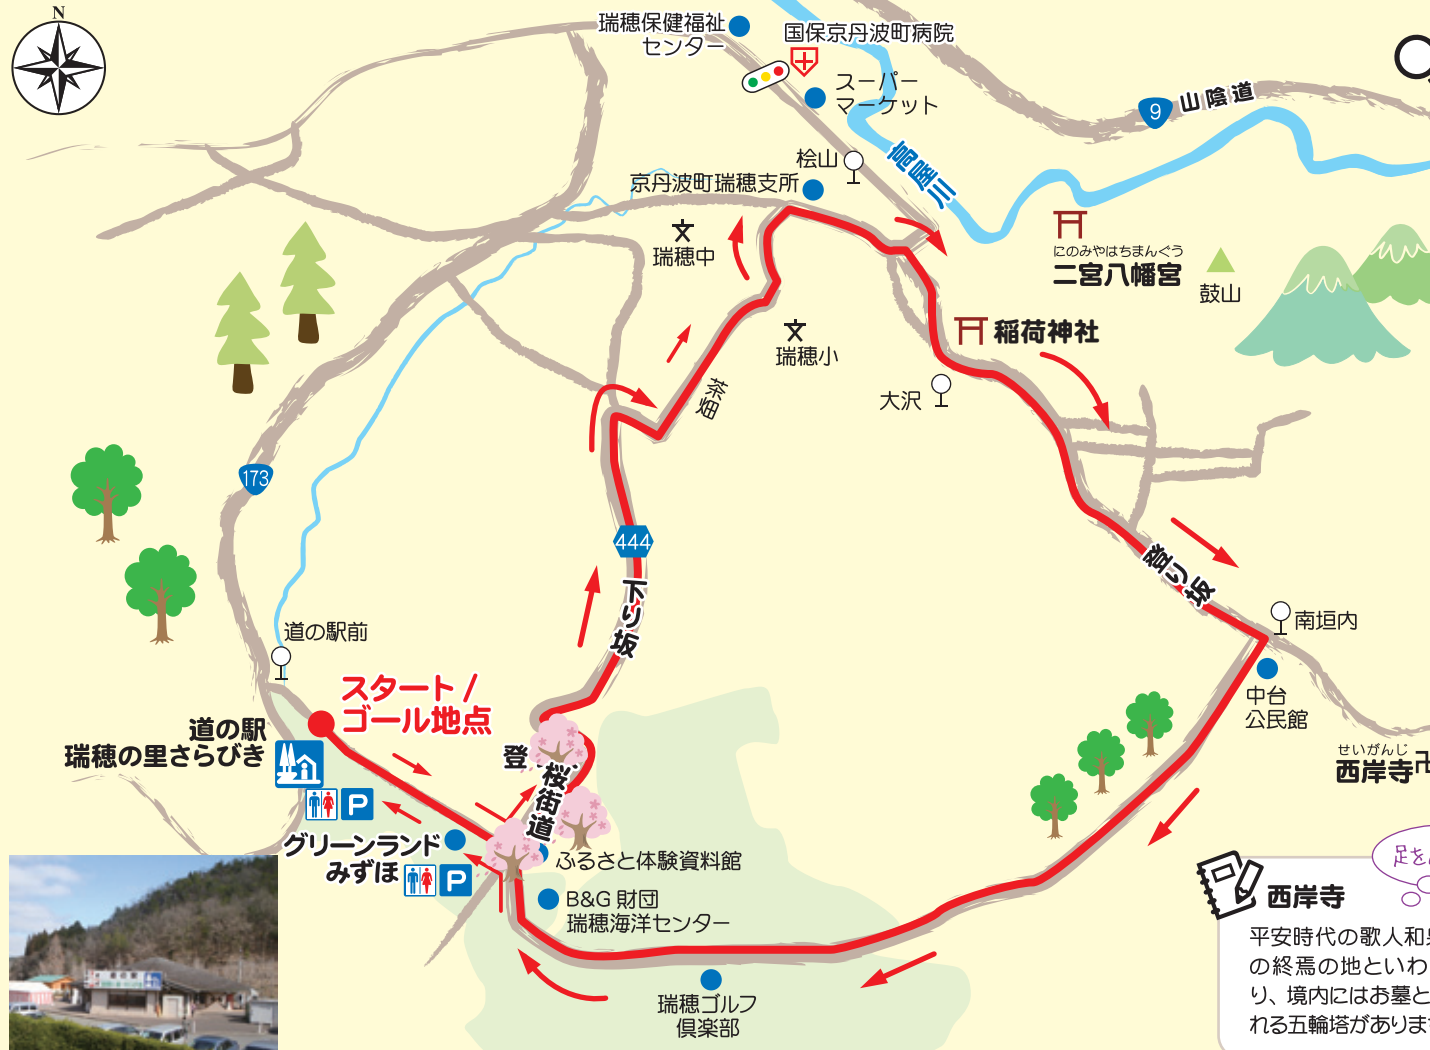 N
瑞穂保健福祉
センター
国保京丹波町病院
スーパー
マーケット
9
山陰道
高屋川
桧山
京丹波町瑞穂支所
瑞穂中
にのみやはちまんぐう
二宮八幡宮
鼓山
稲荷神社
瑞穂小
茶畑
大沢
173
444
下り坂
登り坂
南垣内
中台
公民館
せいがんじ
西岸寺
道の駅前
スタート/
ゴール地点
道の駅
瑞穂の里さらびき
P
登
桜街道
グリーンランド
みずほ
P
ふるさと体験資料館
B&G 財団
瑞穂海洋センター
瑞穂ゴルフ
倶楽部
足を
西岸寺
平安時代の歌人和
の終焉の地といわ
り、境内にはお墓と
れる五輪塔がありま